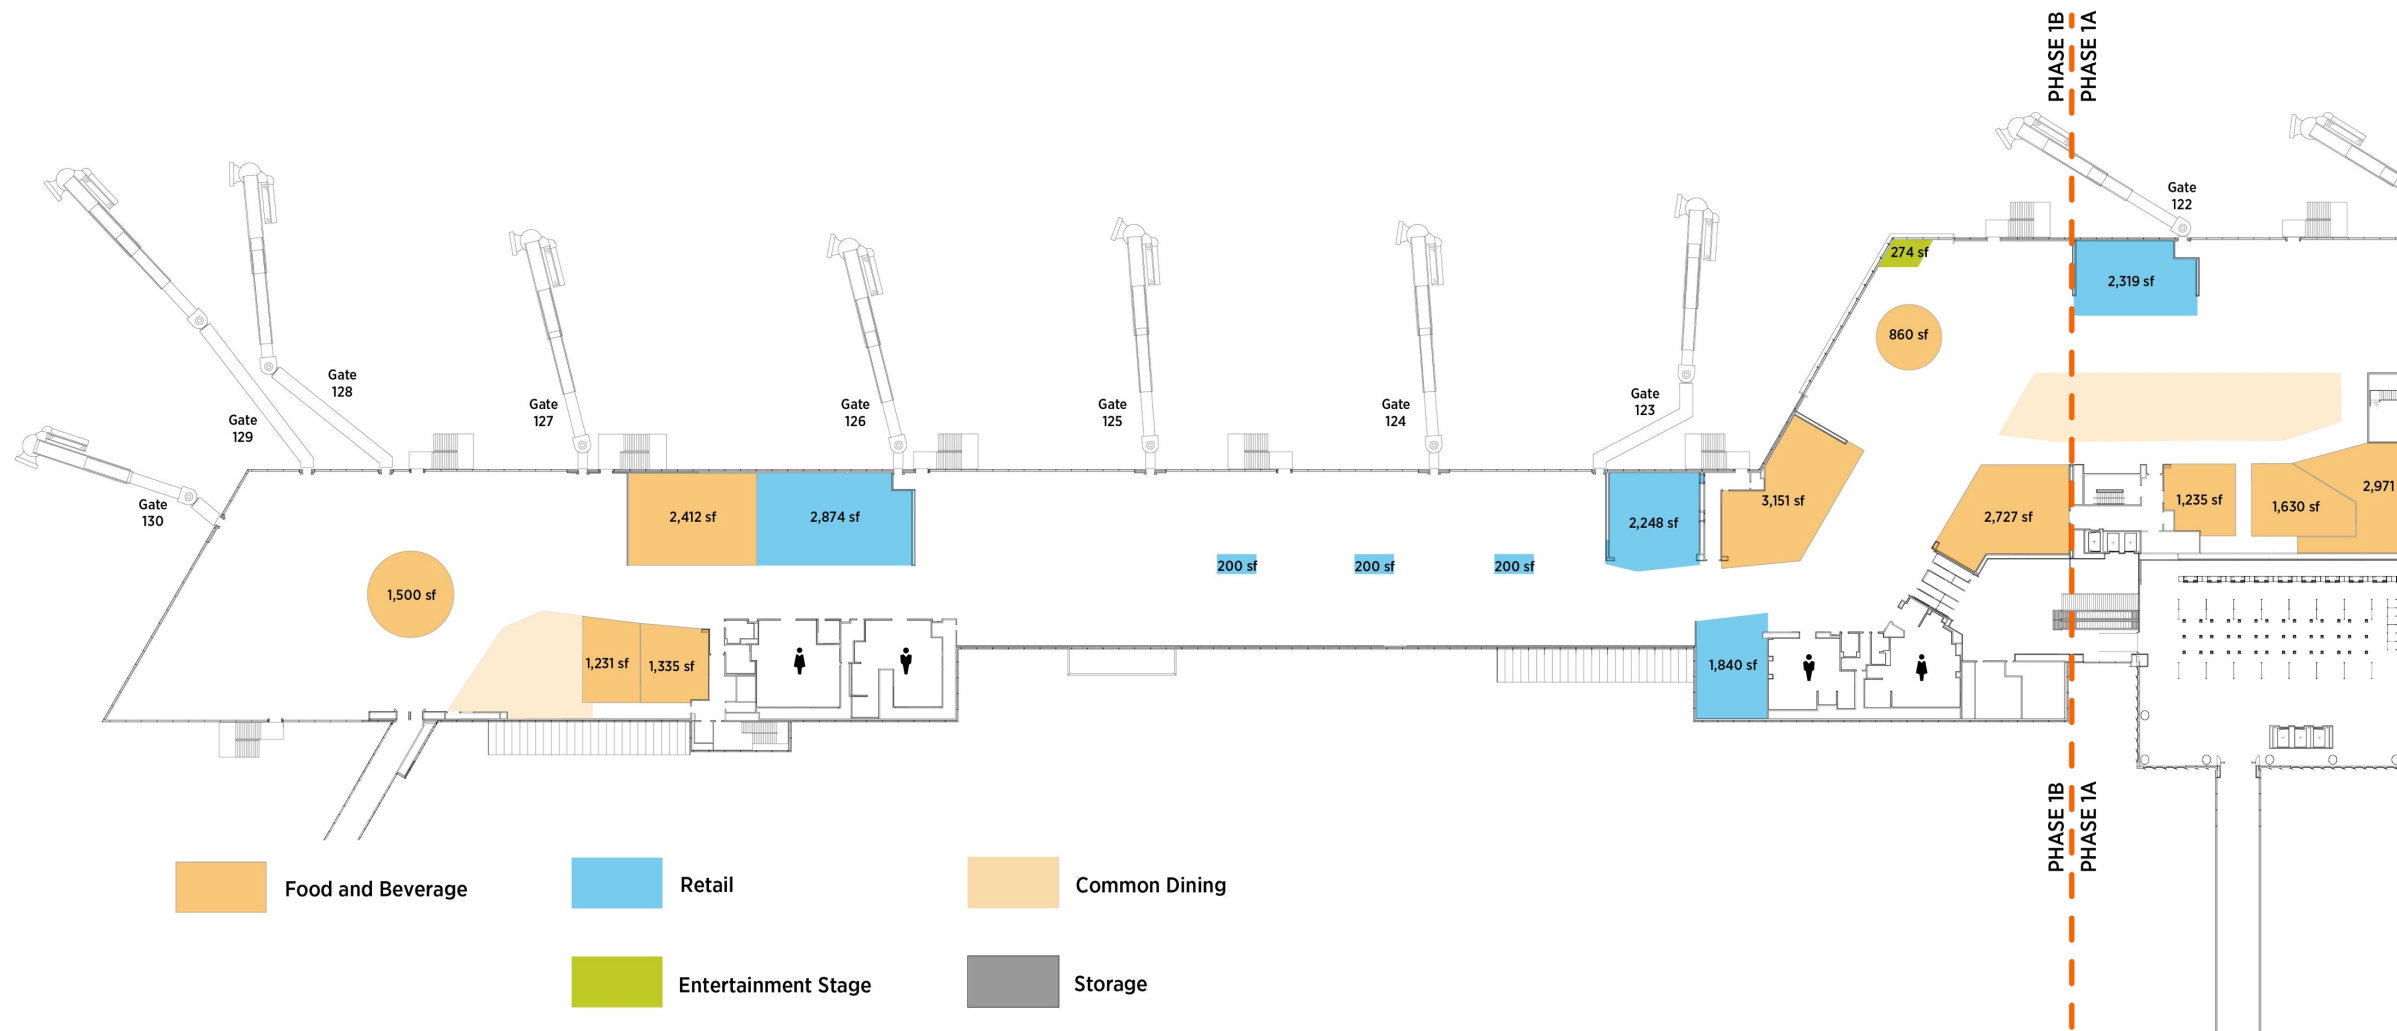 PHASE 1B
PHASE 1A
Gate
122
274 sf
2,319 sf
860 sf
Gate
128
Gate
129
Gate
127
Gate
126
Gate
125
Gate
124
Gate
123
Gate
130
2,412 sf
2,874 sf
2,248 sf
3,151 sf
2,727 sf
1,235 sf
1,630 sf
2,971
200 sf
200 sf
200 sf
1,500 sf
1,231 sf
1,335 sf
1,840 sf
PHASE 1B
PHASE 1A
Food and Beverage
Retail
Common Dining
Entertainment Stage
Storage